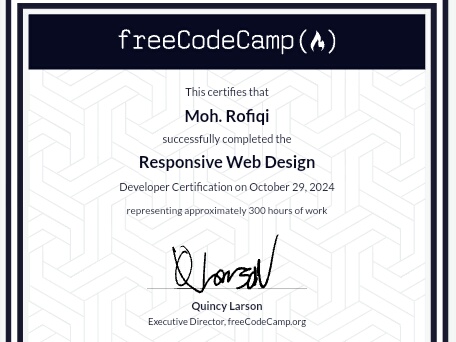 freeCodeCamp(🔥)
This certifies that
Moh. Rofiqi
successfully completed the
Responsive Web Design
Developer Certification on October 29, 2024
representing approximately 300 hours of work
Quincy Larson
Executive Director, freeCodeCamp.org